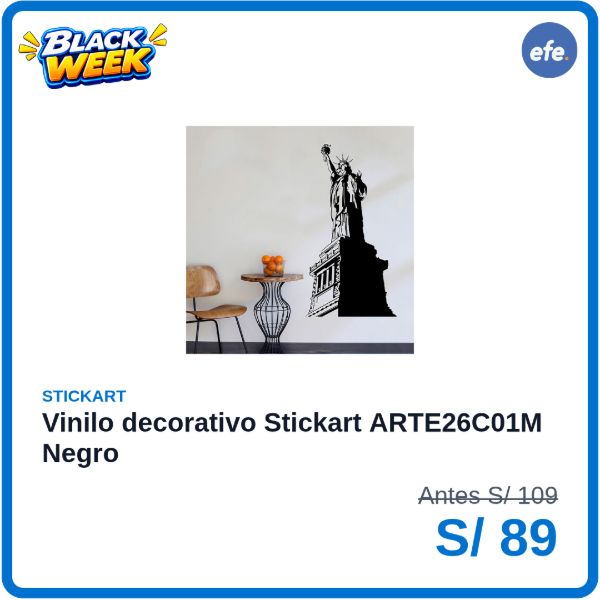 BLACK
WEEK
efe.
STICKART
Vinilo decorativo Stickart ARTE26C01M
Negro
Antes S/ 109
S/ 89